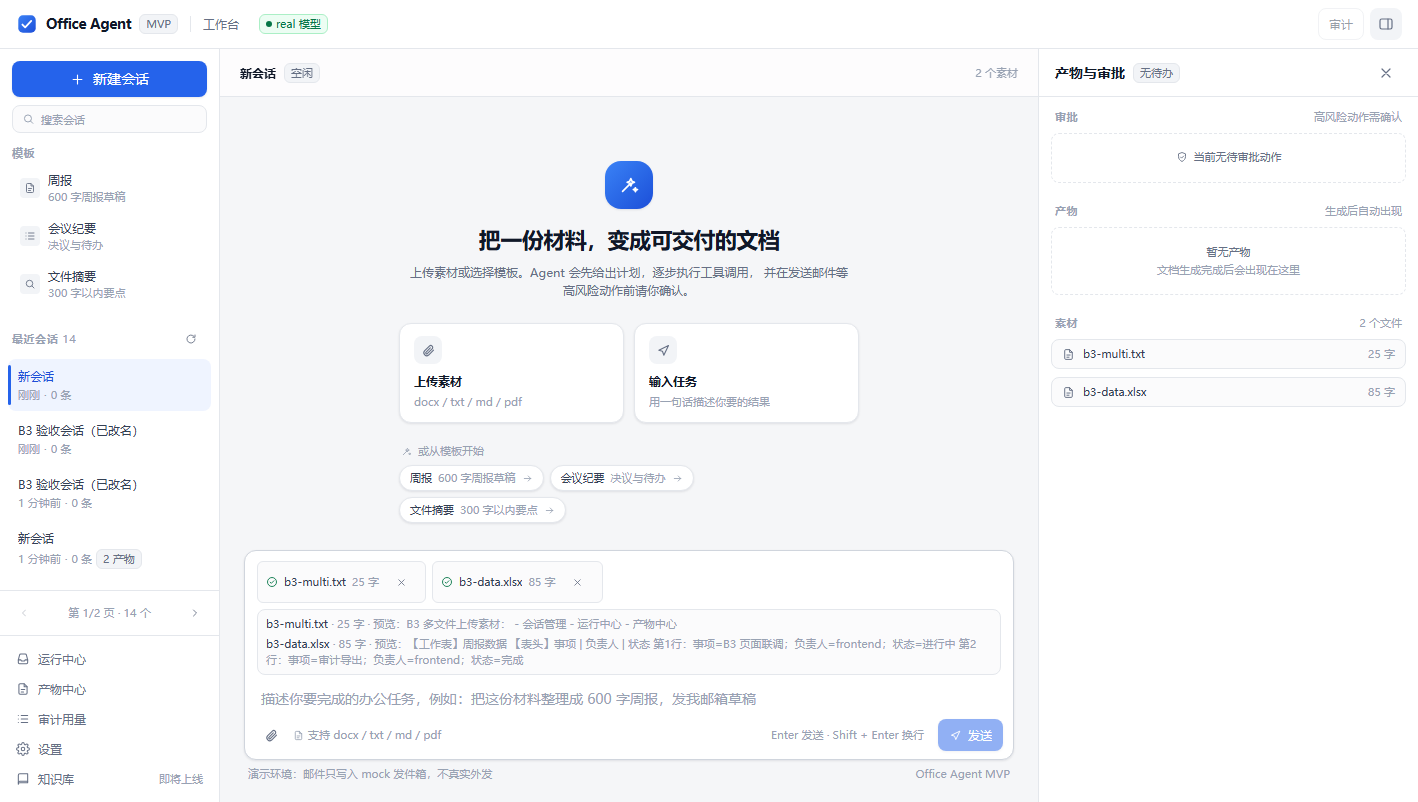 Office Agent MVP 工作台 real 模型 审计
新建会话
搜索会话
模板
周报
600 字周报草稿
会议纪要
决议与待办
文件摘要
300 字以内要点
最近会话 14
新会话
刚刚 · 0 条
B3 验收会话（已改名）
刚刚 · 0 条
B3 验收会话（已改名）
1 分钟前 · 0 条
新会话
1 分钟前 · 0 条 2 产物
第 1/2 页 · 14 个
运行中心
产物中心
审计用量
设置
知识库 即将上线
新会话 空闲 2 个素材
把一份材料，变成可交付的文档
上传素材或选择模板。Agent 会先给出计划，逐步执行工具调用， 并在发送邮件等
高风险动作前请你确认。
上传素材
docx / txt / md / pdf
输入任务
用一句话描述你要的结果
或从模板开始
周报 600 字周报草稿 → 会议纪要 决议与待办 →
文件摘要 300 字以内要点 →
b3-multi.txt 25 字 b3-data.xlsx 85 字
b3-multi.txt · 25 字 · 预览：B3 多文件上传素材： - 会话管理 - 运行中心 - 产物中心
b3-data.xlsx · 85 字 · 预览：【工作表】周报数据 【表头】事项 | 负责人 | 状态 第1行：事项=B3 页面联调；负责人=frontend；状态=进行中 第2
行：事项=审计导出；负责人=frontend；状态=完成
描述你要完成的办公任务，例如：把这份材料整理成 600 字周报，发我邮箱草稿
支持 docx / txt / md / pdf Enter 发送 · Shift + Enter 换行 发送
演示环境：邮件只写入 mock 发件箱，不真实外发 Office Agent MVP
产物与审批 无待办
审批 高风险动作需确认
当前无待审批动作
产物 生成后自动出现
暂无产物
文档生成完成后会出现在这里
素材 2 个文件
b3-multi.txt 25 字
b3-data.xlsx 85 字